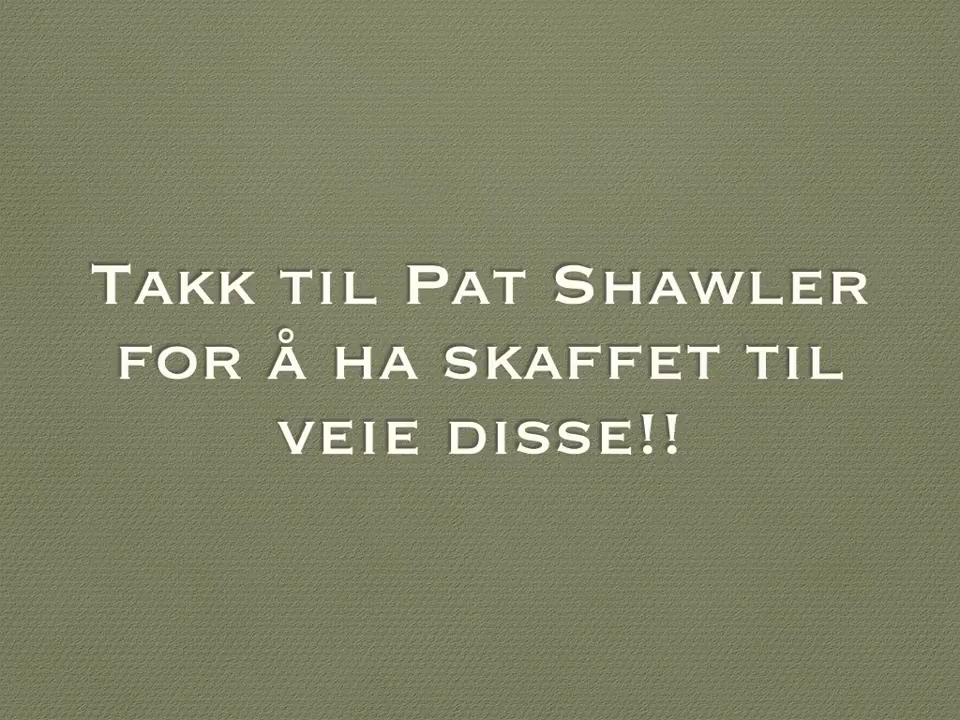 Takk til Pat Shawler
for å ha skaffet til
veie disse!!